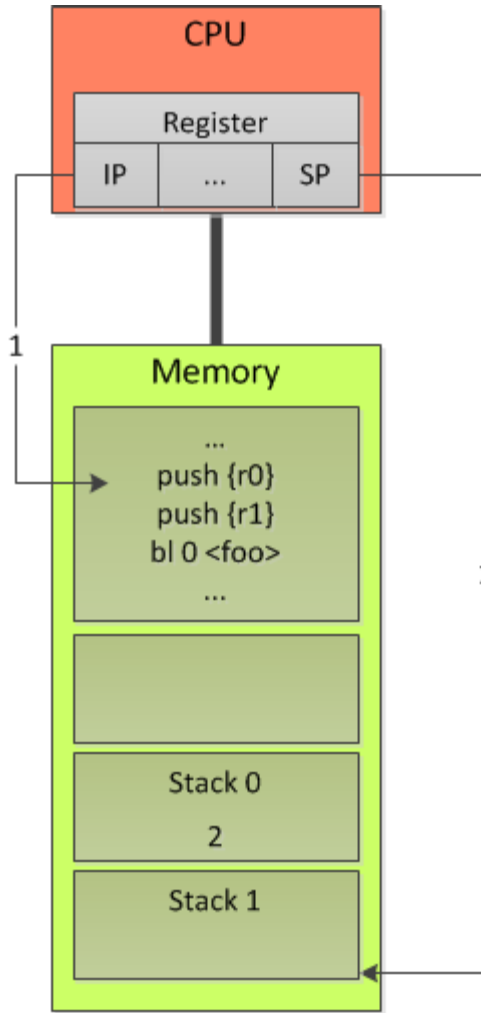 CPU
Register
IP ... SP
1
Memory
...
push {r0}
push {r1}
bl 0 <foo>
...
Stack 0
2
Stack 1